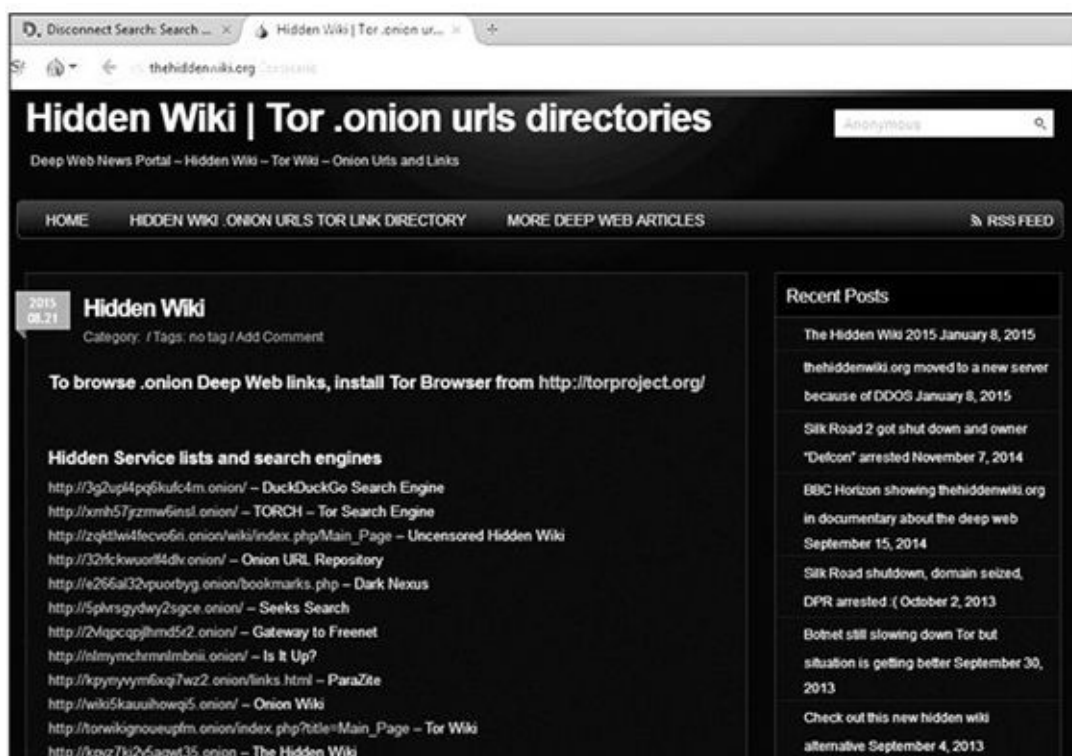 Disconnect Search: Search ...
Hidden Wiki | Tor .onion ur...
thehiddenwiki.org
Hidden Wiki | Tor .onion urls directories
Anonymous
Deep Web News Portal – Hidden Wiki – Tor Wiki – Onion Urls and Links
HOME
HIDDEN WIKI .ONION URLS TOR LINK DIRECTORY
MORE DEEP WEB ARTICLES
RSS FEED
2015
08.21
Hidden Wiki
Category: / Tags: no tag / Add Comment
To browse .onion Deep Web links, install Tor Browser from http://torproject.org/
Hidden Service lists and search engines
http://3g2upl4pq6kufc4m.onion/ – DuckDuckGo Search Engine
http://xmh57jrzrnw6insl.onion/ – TORCH – Tor Search Engine
http://zqktlwi4fecvo6ri.onion/wiki/index.php/Main_Page – Uncensored Hidden Wiki
http://32rfckwuorlf4dlv.onion/ – Onion URL Repository
http://e266al32vpuorbyg.onion/bookmarks.php – Dark Nexus
http://5plvrsgydwy2sgce.onion/ – Seeks Search
http://2vlqpcqpjlhmd5r2.onion/ – Gateway to Freenet
http://nlmymchrmnlmbnii.onion/ – Is It Up?
http://kpynyvym6xqi7wz2.onion/links.html – ParaZite
http://wiki5kauuihowqi5.onion/ – Onion Wiki
http://torwikignoueupfm.onion/index.php?title=Main_Page – Tor Wiki
http://kpvz7ki2v5agwt35.onion – The Hidden Wiki
Recent Posts
The Hidden Wiki 2015 January 8, 2015
thehiddenwiki.org moved to a new server
because of DDOS January 8, 2015
Silk Road 2 got shut down and owner
"Defcon" arrested November 7, 2014
BBC Horizon showing thehiddenwiki.org
in documentary about the deep web
September 15, 2014
Silk Road shutdown, domain seized,
DPR arrested :( October 2, 2013
Botnet still slowing down Tor but
situation is getting better September 30,
2013
Check out this new hidden wiki
alternative September 4, 2013